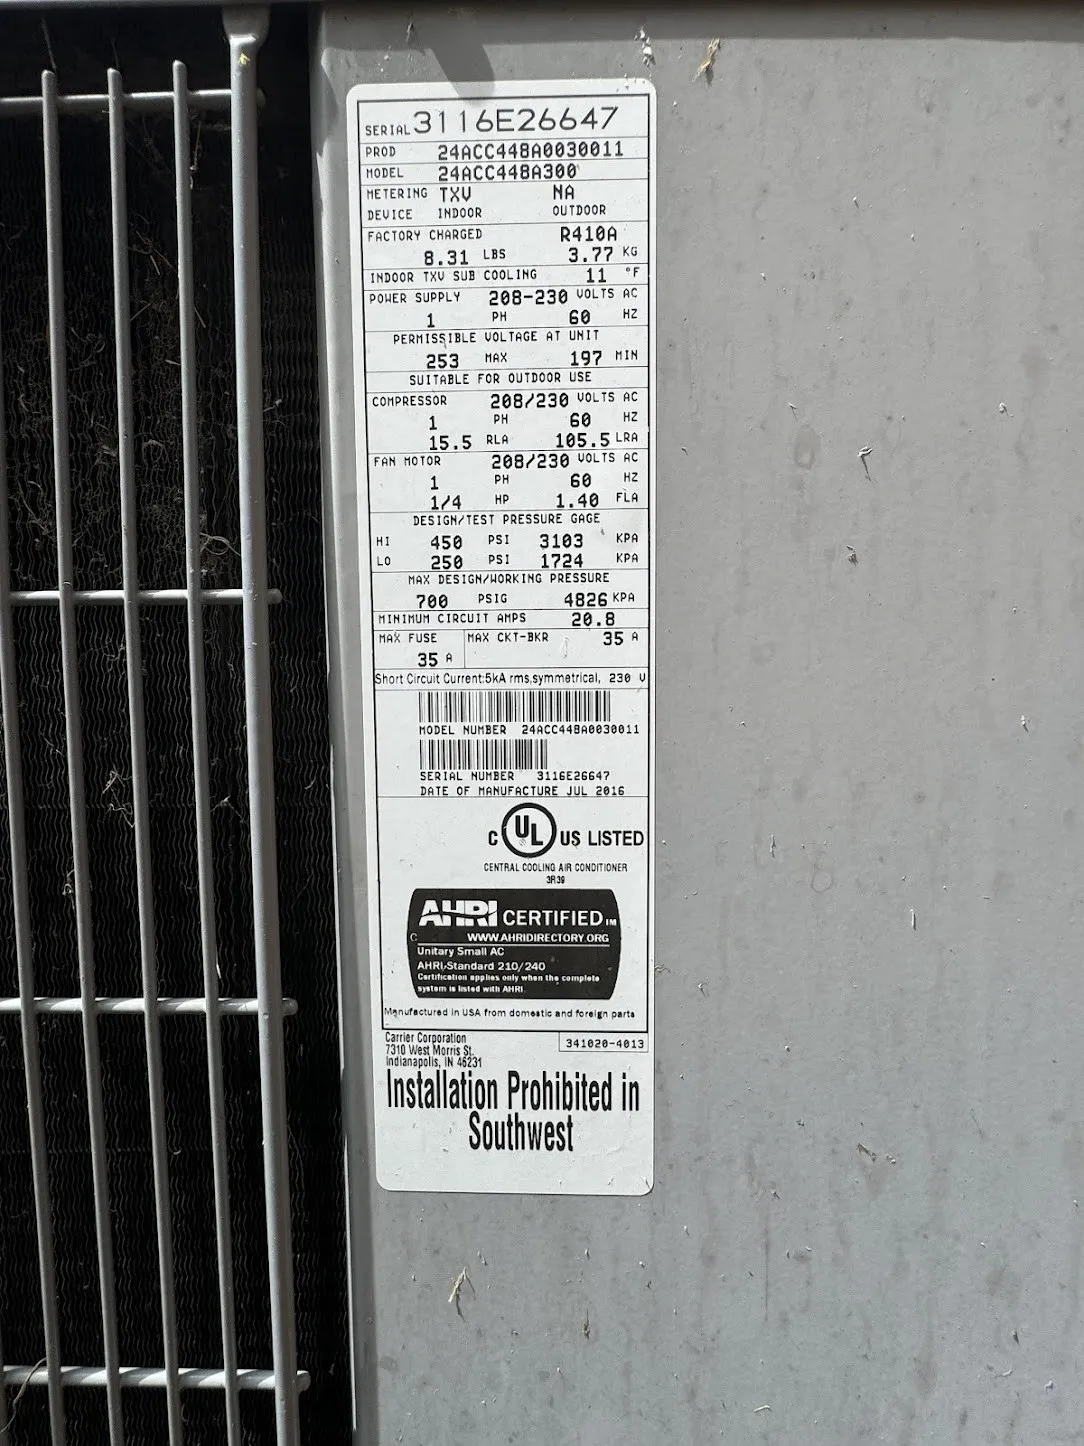 SERIAL 3116E26647
PROD 24ACC448A0030011
MODEL 24ACC448A300
METERING TXV NA
DEVICE INDOOR OUTDOOR
FACTORY CHARGED R410A
8.31 LBS 3.77 KG
INDOOR TXV SUB COOLING 11 °F
POWER SUPPLY 208-230 VOLTS AC
1 PH 60 HZ
PERMISSIBLE VOLTAGE AT UNIT
253 MAX 197 MIN
SUITABLE FOR OUTDOOR USE
COMPRESSOR 208/230 VOLTS AC
1 PH 60 HZ
15.5 RLA 105.5 LRA
FAN MOTOR 208/230 VOLTS AC
1 PH 60 HZ
1/4 HP 1.40 FLA
DESIGN/TEST PRESSURE GAGE
HI 450 PSI 3103 KPA
LO 250 PSI 1724 KPA
MAX DESIGN/WORKING PRESSURE
700 PSIG 4826 KPA
MINIMUM CIRCUIT AMPS 20.8
MAX FUSE MAX CKT-BKR 35 A
35 A
Short Circuit Current:5kA rms,symmetrical, 230 V
MODEL NUMBER 24ACC448A0030011
SERIAL NUMBER 3116E26647
DATE OF MANUFACTURE JUL 2016
C UL ® US LISTED
CENTRAL COOLING AIR CONDITIONER
3R39
AHRI CERTIFIED TM
C WWW.AHRIDIRECTORY.ORG
Unitary Small AC
AHRI Standard 210/240
Certification applies only when the complete
system is listed with AHRI
Manufactured in USA from domestic and foreign parts
Carrier Corporation
7310 West Morris St.
Indianapolis, IN 46231
341020-4013
Installation Prohibited in
Southwest